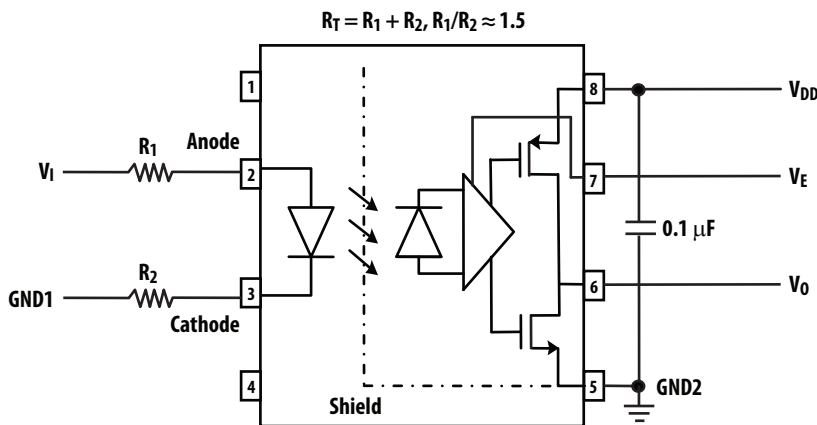 R_T = R_1 + R_2, R_1/R_2 ≈ 1.5
1
8
V_DD
R_1
Anode
V_I
2
7
V_E
0.1 μF
R_2
GND1
3
6
V_O
Cathode
4
Shield
5
GND2